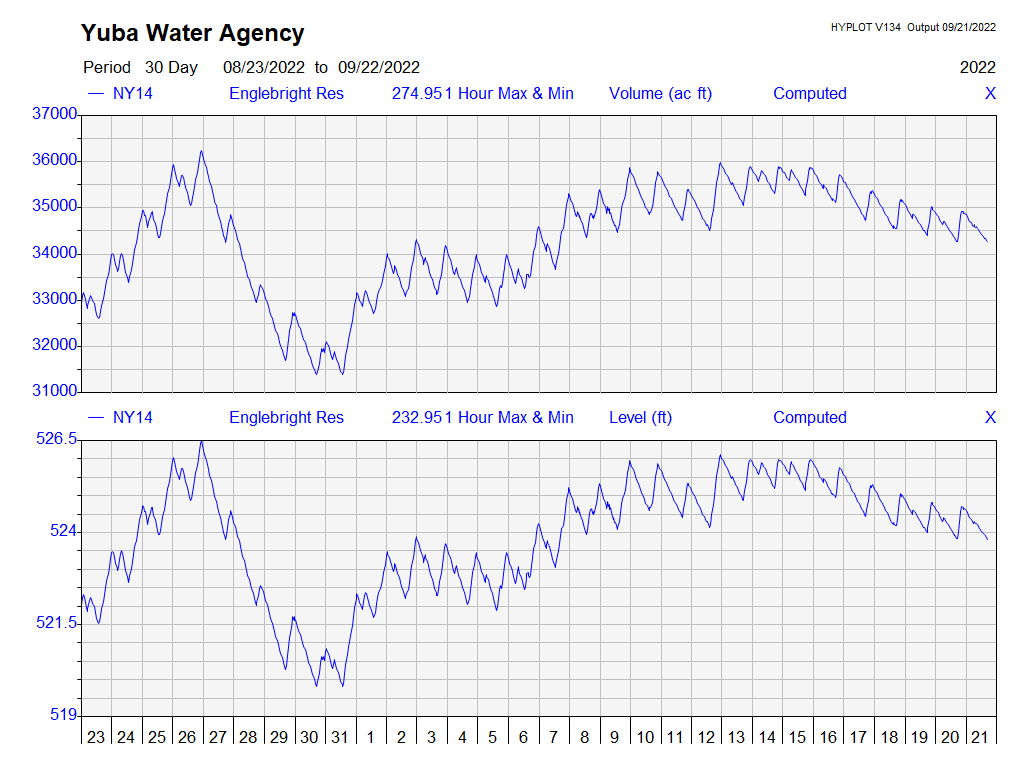 Yuba Water Agency
HYPLOT V134 Output 09/21/2022
Period 30 Day 08/23/2022 to 09/22/2022 2022
NY14 Englebright Res 274.951 Hour Max & Min Volume (ac ft) Computed X
37000
36000
35000
34000
33000
32000
31000
NY14 Englebright Res 232.951 Hour Max & Min Level (ft) Computed X
526.5
524
521.5
519
23 24 25 26 27 28 29 30 31 1 2 3 4 5 6 7 8 9 10 11 12 13 14 15 16 17 18 19 20 21